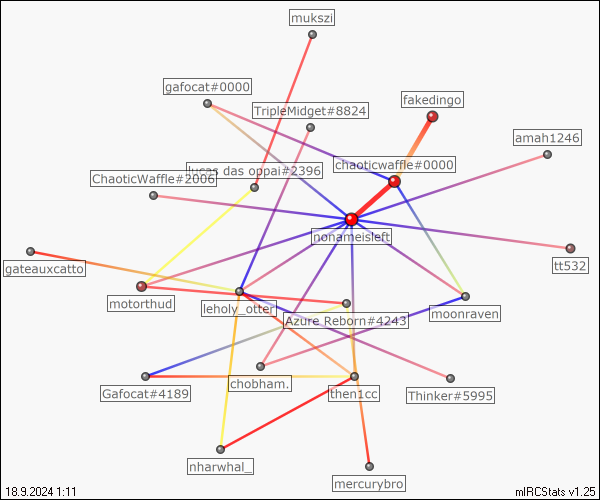 mukszi
gafocat#0000
fakedingo
TripleMidget#8824
amah1246
chaoticwaffle#0000
lucas das oppai#2396
ChaoticWaffle#2006
nonameisleft
gateauxcatto
tt532
motorthud
leholy_otter
moonraven
Azure Reborn#4243
chobham.
Gafocat#4189
then1cc
Thinker#5995
nharwhal_
mercurybro
18.9.2024 1:11
mIRCStats v1.25